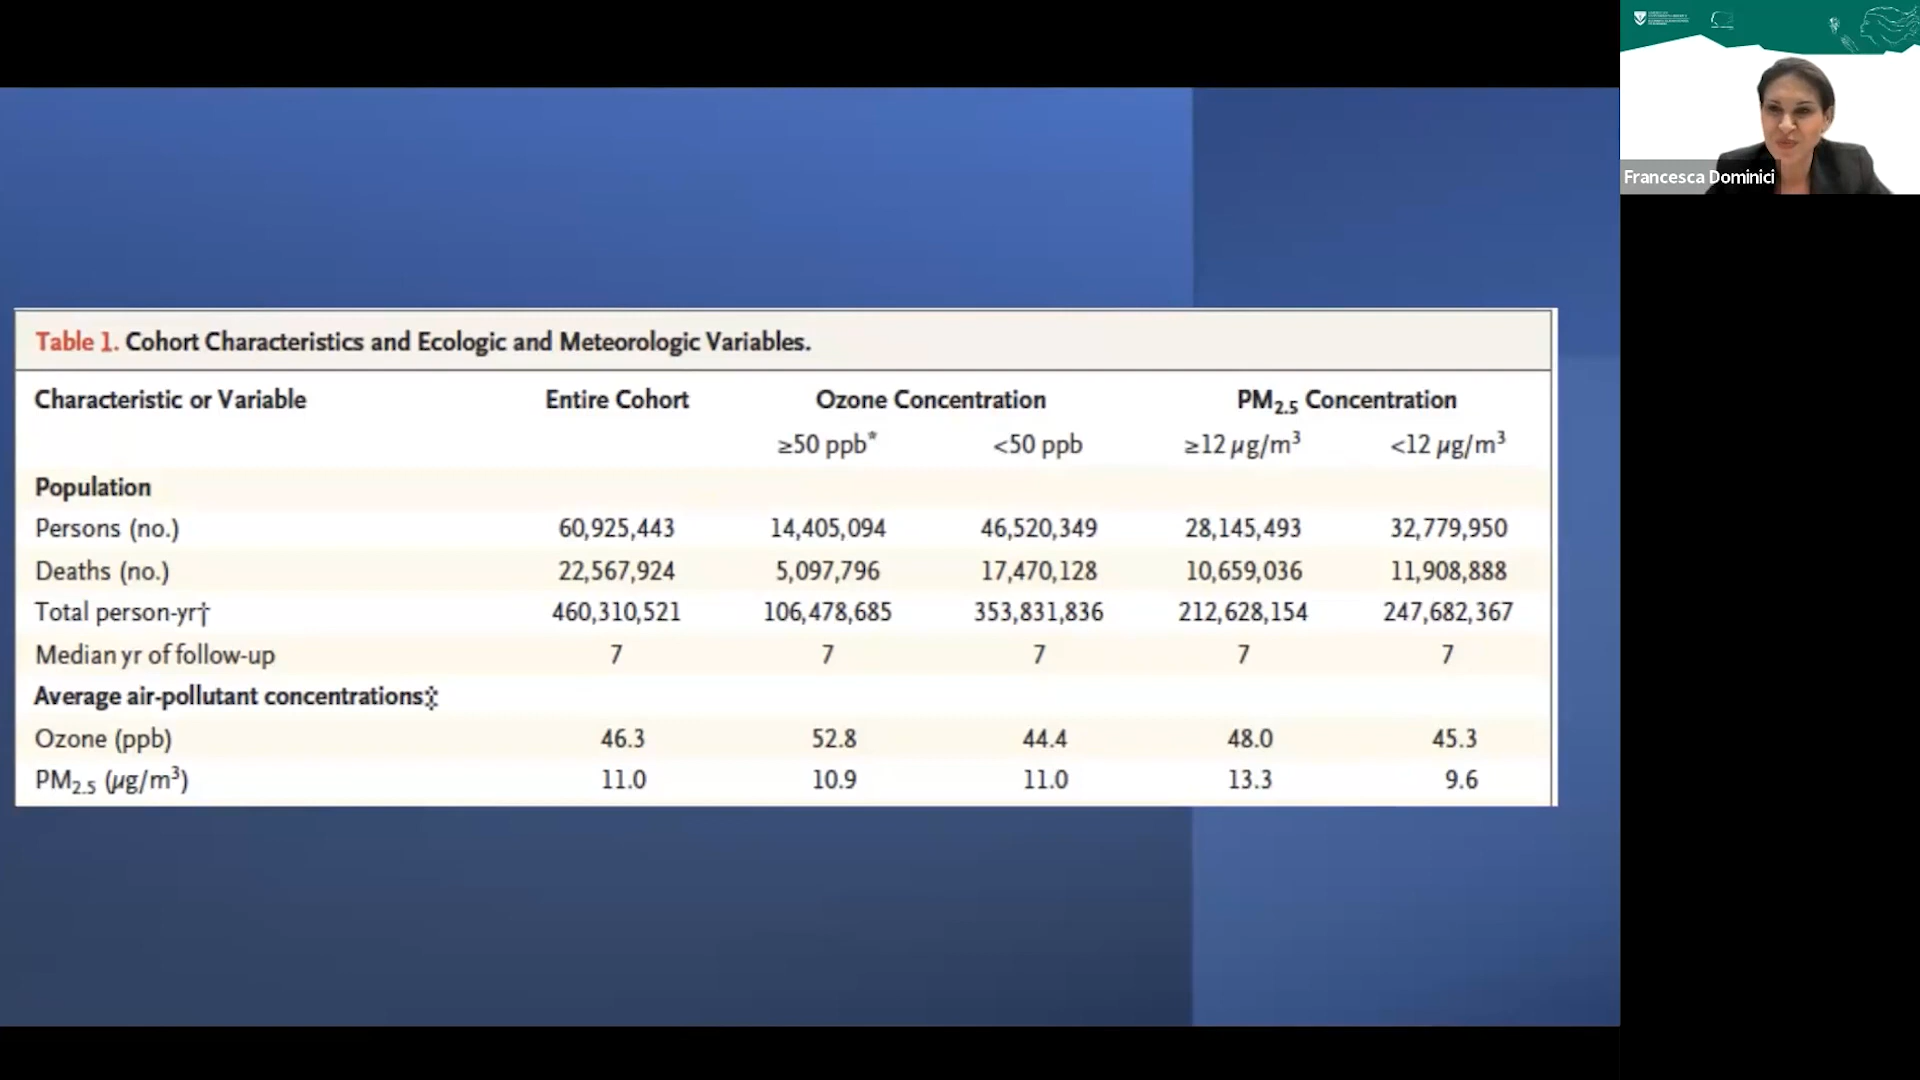 Table 1. Cohort Characteristics and Ecologic and Meteorologic Variables.
Characteristic or Variable Entire Cohort Ozone Concentration PM2.5 Concentration
≥50 ppb* <50 ppb ≥12 μg/m³ <12 μg/m³
Population
Persons (no.) 60,925,443 14,405,094 46,520,349 28,145,493 32,779,950
Deaths (no.) 22,567,924 5,097,796 17,470,128 10,659,036 11,908,888
Total person-yr† 460,310,521 106,478,685 353,831,836 212,628,154 247,682,367
Median yr of follow-up 7 7 7 7 7
Average air-pollutant concentrations‡
Ozone (ppb) 46.3 52.8 44.4 48.0 45.3
PM2.5 (μg/m³) 11.0 10.9 11.0 13.3 9.6
Francesca Dominici